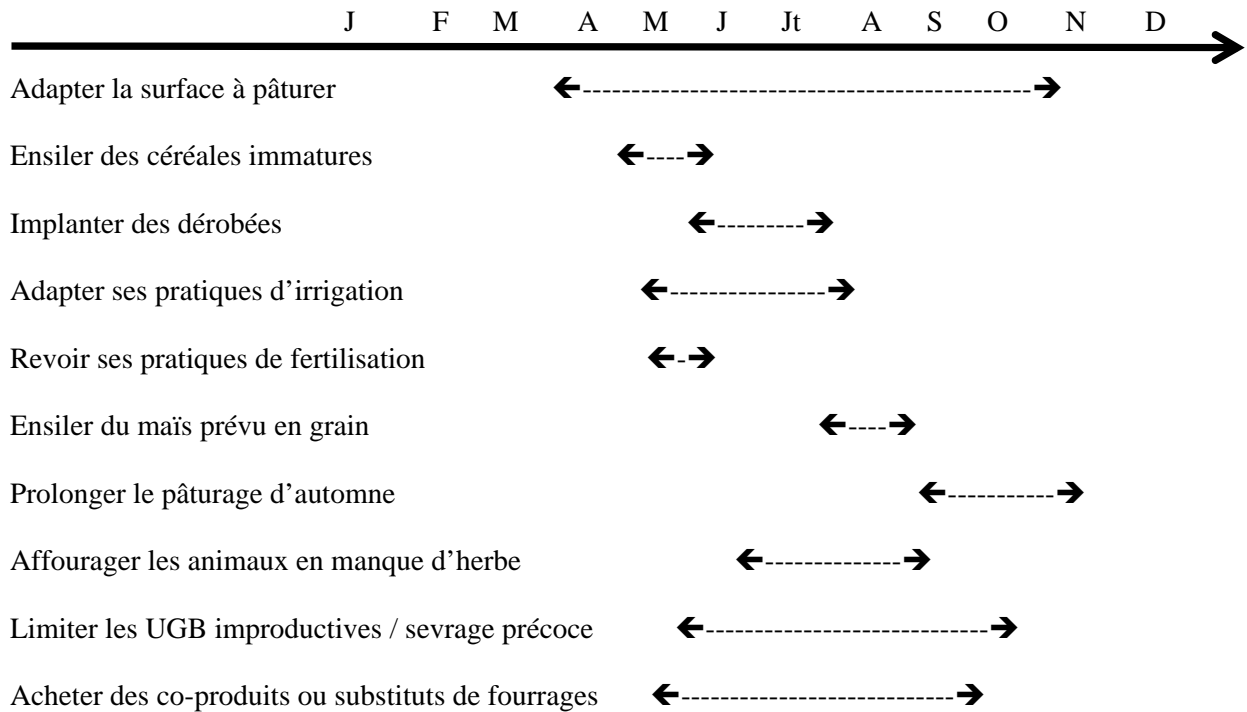 J F M A M J Jt A S O N D
Adapter la surface à pâturer
Ensiler des céréales immatures
Implanter des dérobées
Adapter ses pratiques d’irrigation
Revoir ses pratiques de fertilisation
Ensiler du maïs prévu en grain
Prolonger le pâturage d’automne
Affourager les animaux en manque d’herbe
Limiter les UGB improductives / sevrage précoce
Acheter des co-produits ou substituts de fourrages